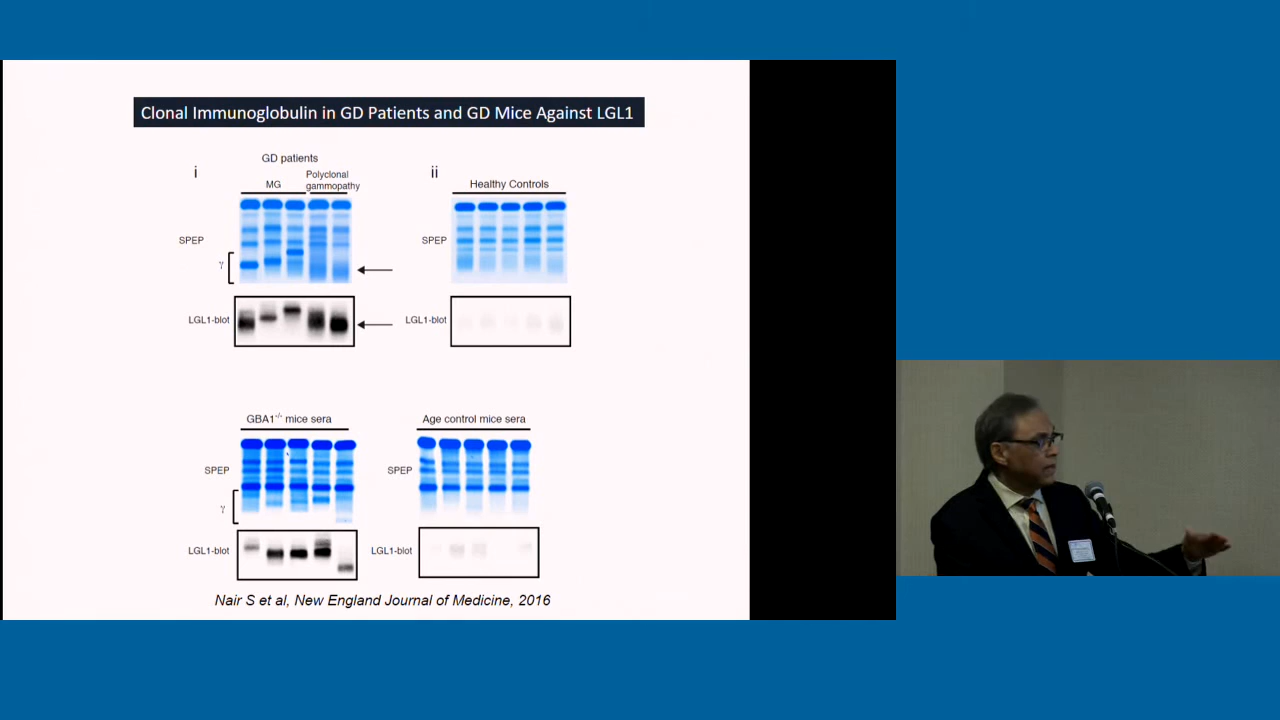 Clonal Immunoglobulin in GD Patients and GD Mice Against LGL1
i
GD patients
MG
Polyclonal
gammopathy
SPEP
γ
LGL1-blot
ii
Healthy Controls
SPEP
LGL1-blot
GBA1-/- mice sera
SPEP
γ
LGL1-blot
Age control mice sera
SPEP
LGL1-blot
Nair S et al, New England Journal of Medicine, 2016